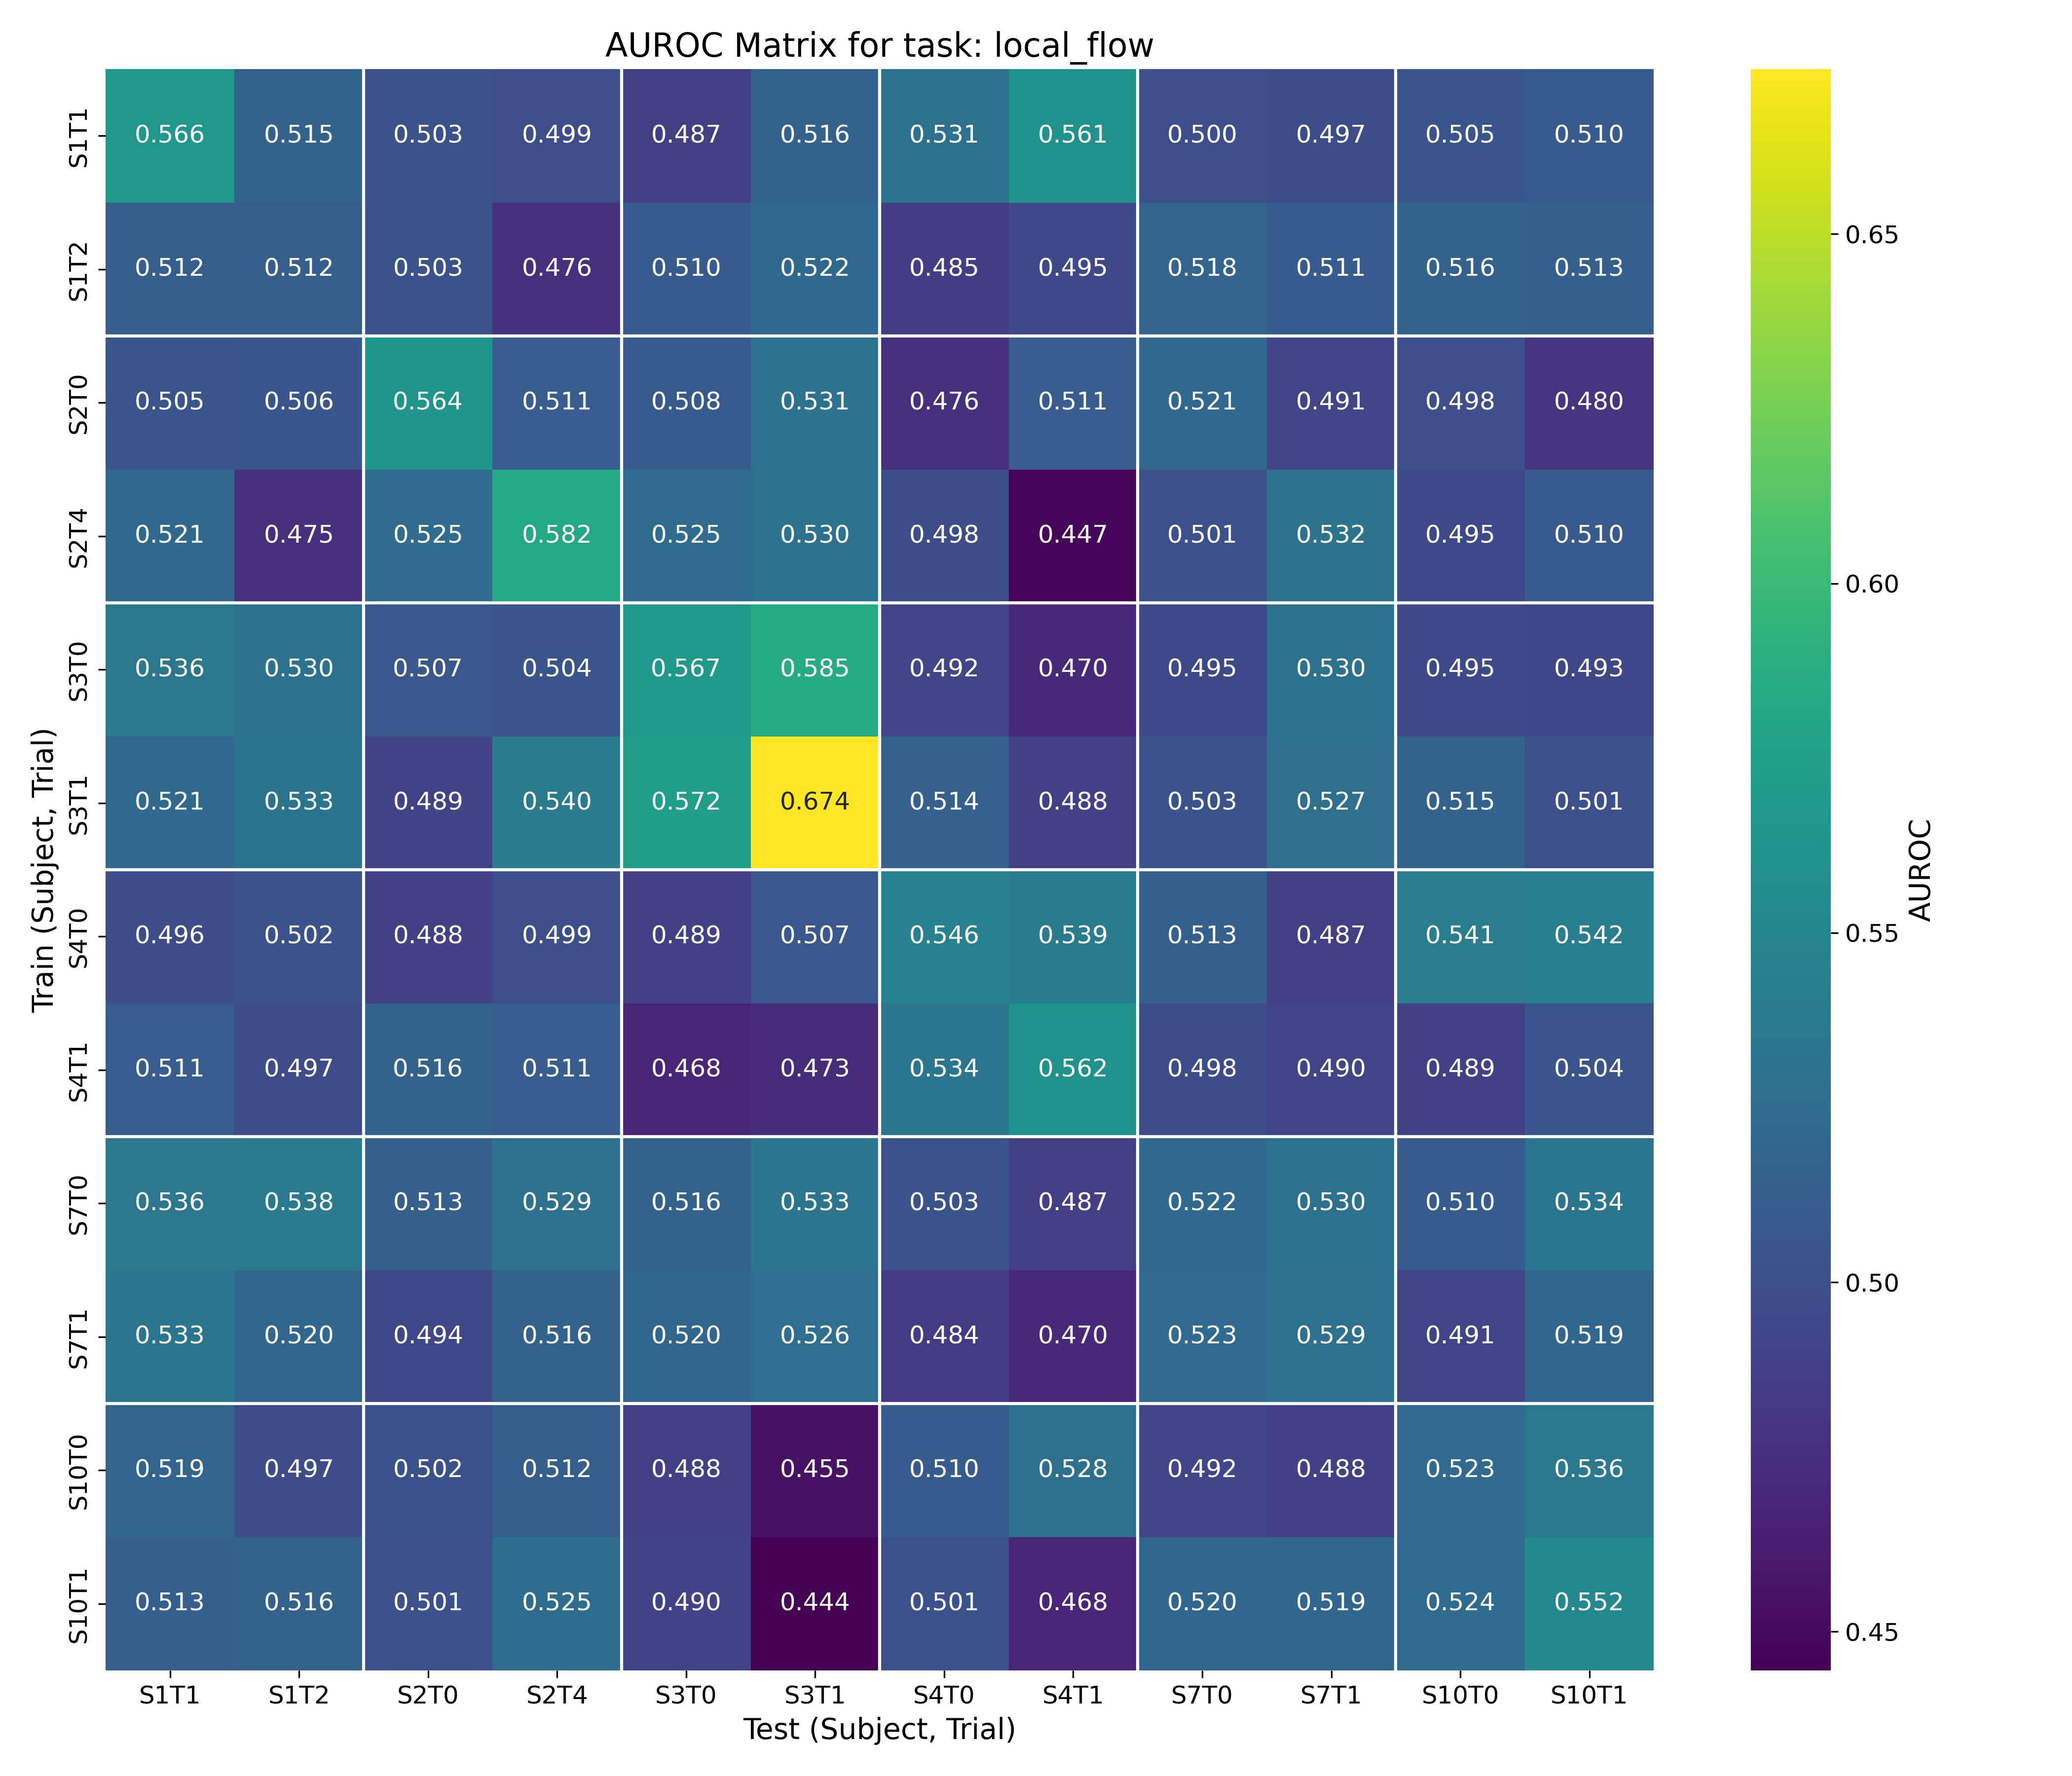 AUROC Matrix for task: local_flow
S1T1 0.566 0.515 0.503 0.499 0.487 0.516 0.531 0.561 0.500 0.497 0.505 0.510
S1T2 0.512 0.512 0.503 0.476 0.510 0.522 0.485 0.495 0.518 0.511 0.516 0.513
S2T0 0.505 0.506 0.564 0.511 0.508 0.531 0.476 0.511 0.521 0.491 0.498 0.480
S2T4 0.521 0.475 0.525 0.582 0.525 0.530 0.498 0.447 0.501 0.532 0.495 0.510
S3T0 0.536 0.530 0.507 0.504 0.567 0.585 0.492 0.470 0.495 0.530 0.495 0.493
S3T1 0.521 0.533 0.489 0.540 0.572 0.674 0.514 0.488 0.503 0.527 0.515 0.501
S4T0 0.496 0.502 0.488 0.499 0.489 0.507 0.546 0.539 0.513 0.487 0.541 0.542
S4T1 0.511 0.497 0.516 0.511 0.468 0.473 0.534 0.562 0.498 0.490 0.489 0.504
S7T0 0.536 0.538 0.513 0.529 0.516 0.533 0.503 0.487 0.522 0.530 0.510 0.534
S7T1 0.533 0.520 0.494 0.516 0.520 0.526 0.484 0.470 0.523 0.529 0.491 0.519
S10T0 0.519 0.497 0.502 0.512 0.488 0.455 0.510 0.528 0.492 0.488 0.523 0.536
S10T1 0.513 0.516 0.501 0.525 0.490 0.444 0.501 0.468 0.520 0.519 0.524 0.552
S1T1 S1T2 S2T0 S2T4 S3T0 S3T1 S4T0 S4T1 S7T0 S7T1 S10T0 S10T1
Test (Subject, Trial)
Train (Subject, Trial)
0.65
0.60
0.55
0.50
0.45
AUROC